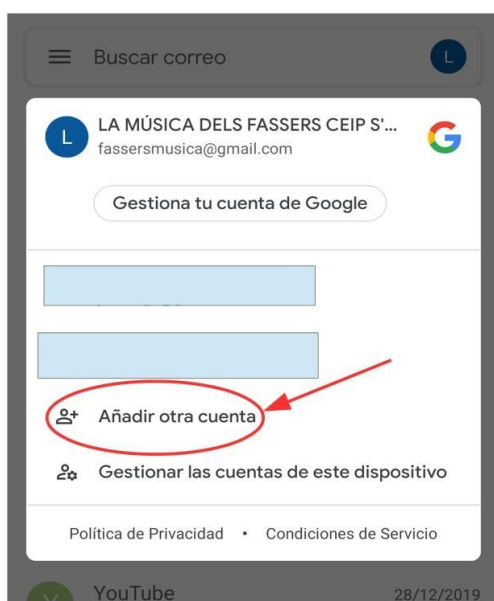 Buscar correo
L
L
LA MÚSICA DELS FASSERS CEIP S'...
fassersmusica@gmail.com
Gestiona tu cuenta de Google
Añadir otra cuenta
Gestionar las cuentas de este dispositivo
Política de Privacidad • Condiciones de Servicio
Y
YouTube
28/12/2019